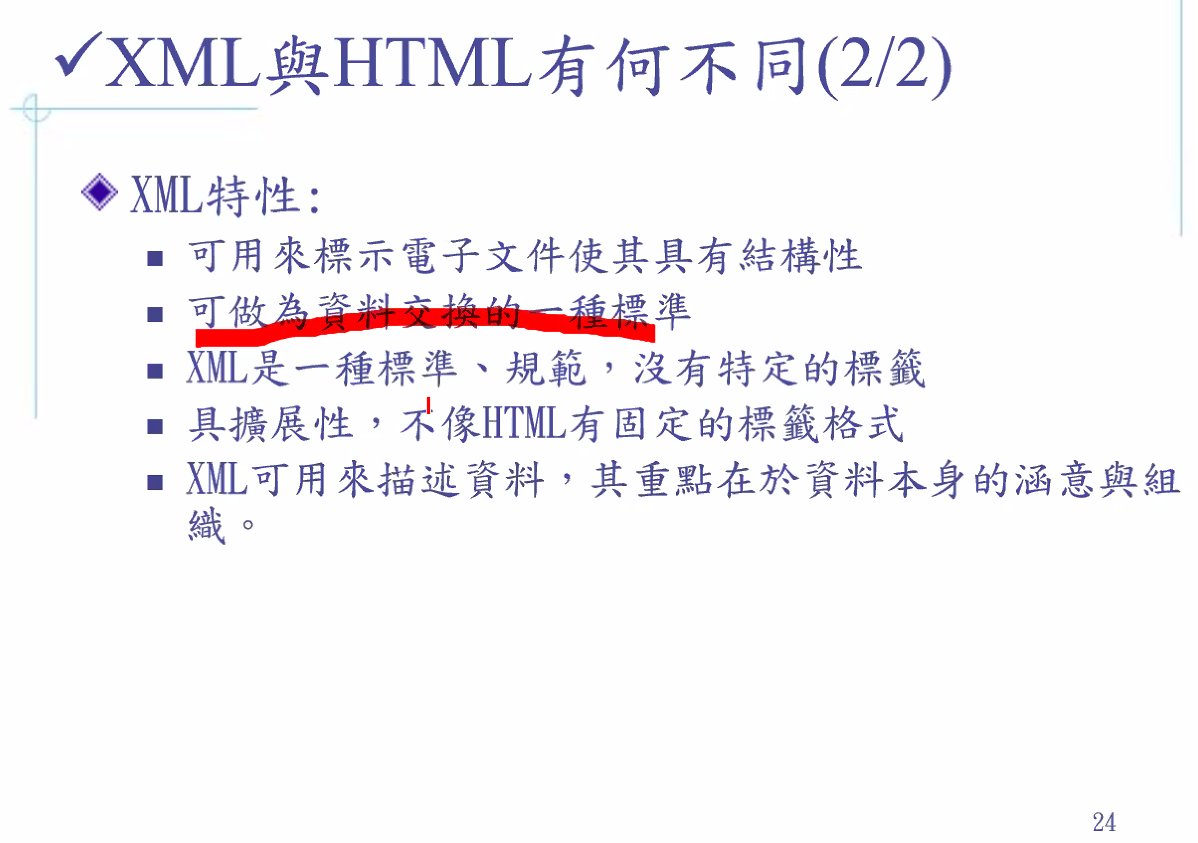 ✓XML與HTML有何不同(2/2)
XML特性:
可用來標示電子文件使其具有結構性
可做為資料交換的一種標準
XML是一種標準、規範，沒有特定的標籤
具擴展性，不像HTML有固定的標籤格式
XML可用來描述資料，其重點在於資料本身的涵意與組
織。
24